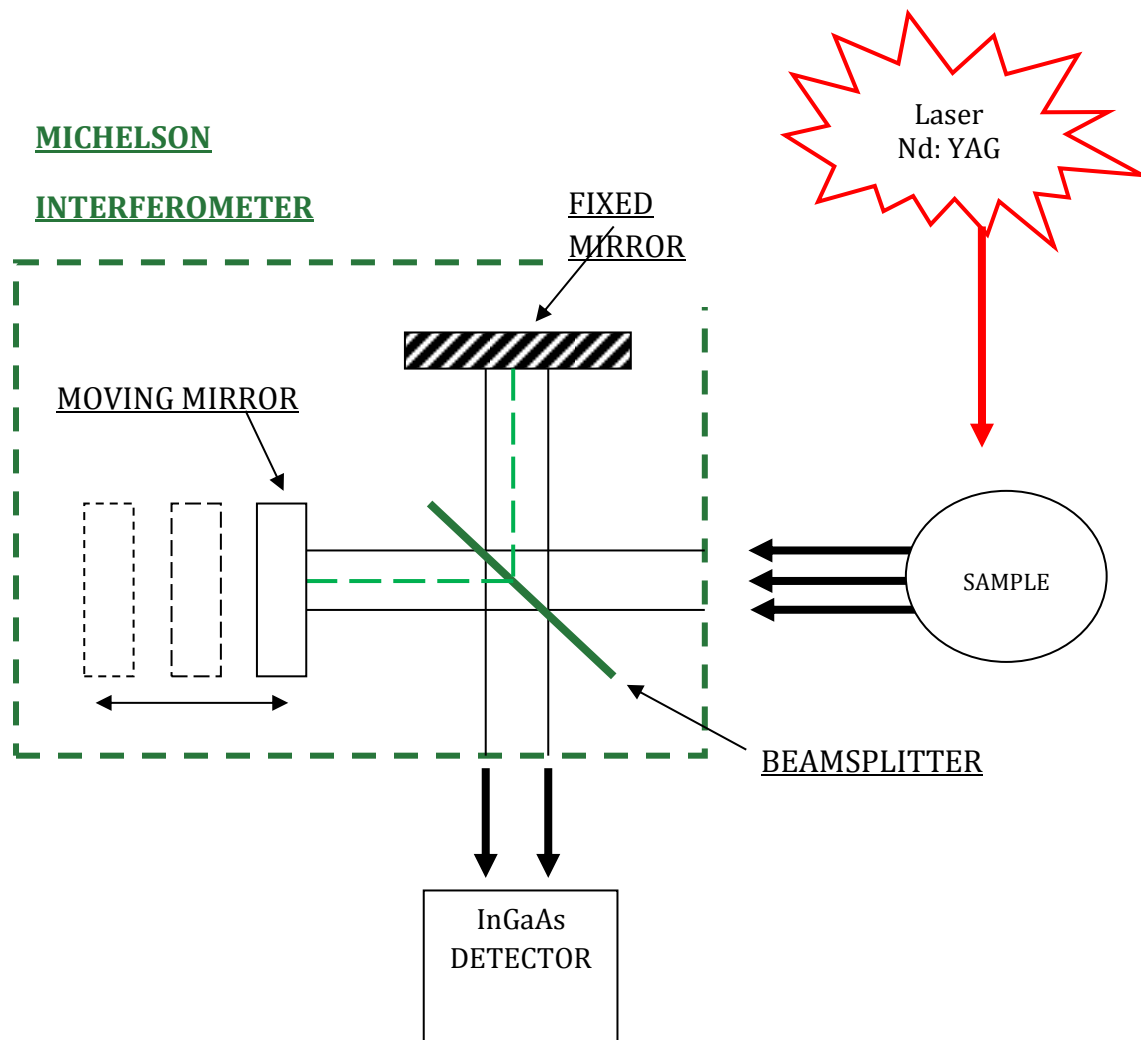 MICHELSON
INTERFEROMETER
Laser
Nd: YAG
FIXED
MIRROR
MOVING MIRROR
SAMPLE
BEAMSPLITTER
InGaAs
DETECTOR